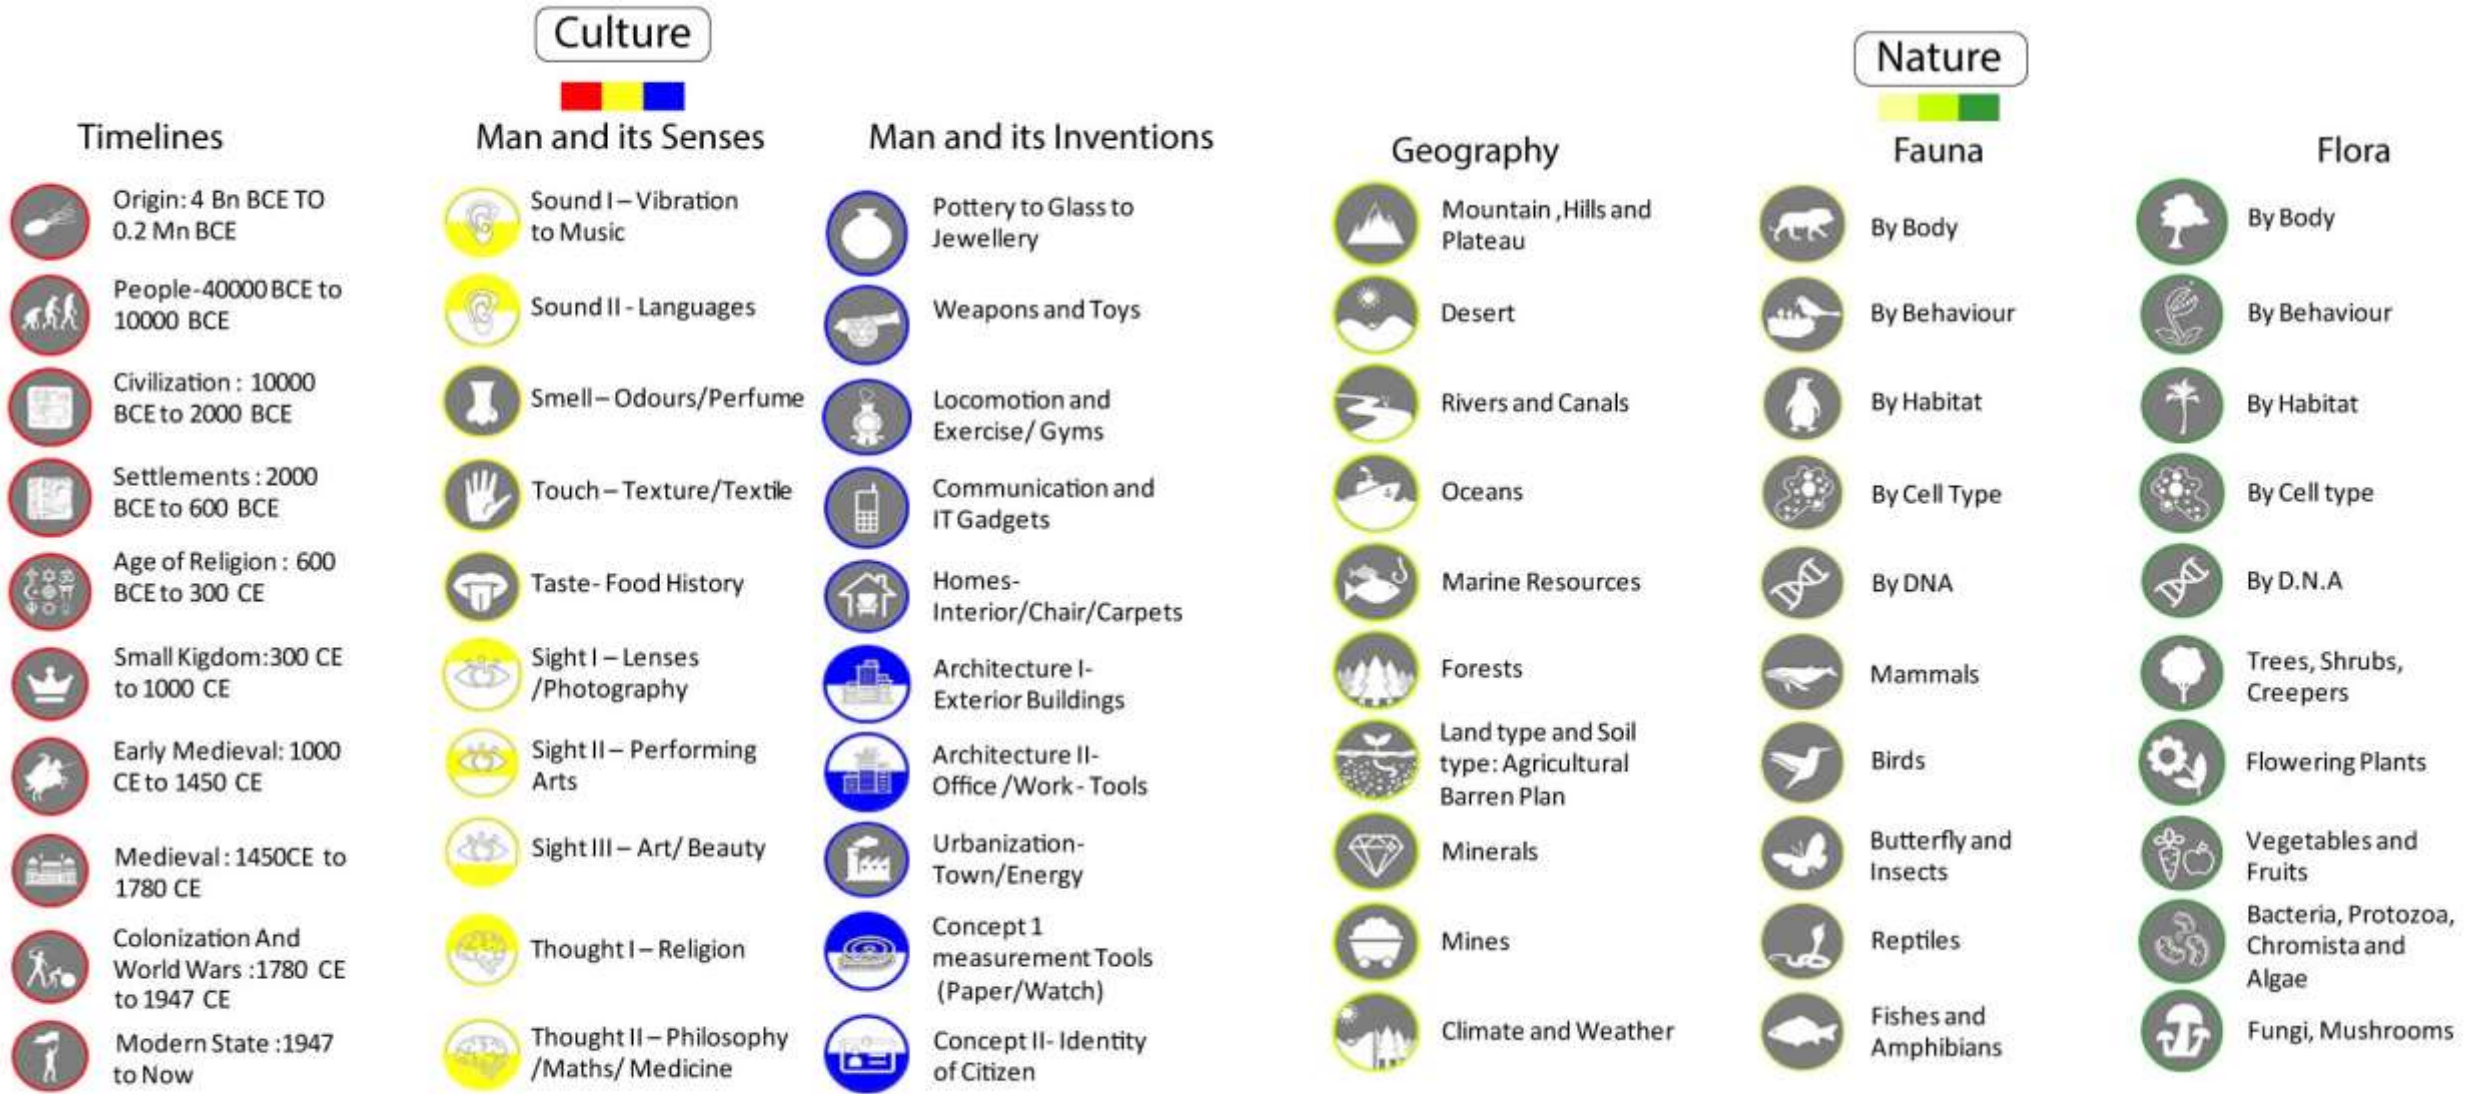 Culture
Timelines
Origin: 4 Bn BCE TO
0.2 Mn BCE
People-40000 BCE to
10000 BCE
Civilization : 10000
BCE to 2000 BCE
Settlements : 2000
BCE to 600 BCE
Age of Religion : 600
BCE to 300 CE
Small Kigdom:300 CE
to 1000 CE
Early Medieval: 1000
CE to 1450 CE
Medieval : 1450CE to
1780 CE
Colonization And
World Wars :1780 CE
to 1947 CE
Modern State :1947
to Now
Man and its Senses
Sound I – Vibration
to Music
Sound II - Languages
Smell – Odours/Perfume
Touch – Texture/Textile
Taste- Food History
Sight I – Lenses
/Photography
Sight II – Performing
Arts
Sight III – Art/ Beauty
Thought I – Religion
Thought II – Philosophy
/Maths/ Medicine
Man and its Inventions
Pottery to Glass to
Jewellery
Weapons and Toys
Locomotion and
Exercise/ Gyms
Communication and
IT Gadgets
Homes-
Interior/Chair/Carpets
Architecture I-
Exterior Buildings
Architecture II-
Office /Work - Tools
Urbanization-
Town/Energy
Concept 1
measurement Tools
(Paper/Watch)
Concept II- Identity
of Citizen
Nature
Geography
Mountain ,Hills and
Plateau
Desert
Rivers and Canals
Oceans
Marine Resources
Forests
Land type and Soil
type: Agricultural
Barren Plan
Minerals
Mines
Climate and Weather
Fauna
By Body
By Behaviour
By Habitat
By Cell Type
By DNA
Mammals
Birds
Butterfly and
Insects
Reptiles
Fishes and
Amphibians
Flora
By Body
By Behaviour
By Habitat
By Cell type
By D.N.A
Trees, Shrubs,
Creepers
Flowering Plants
Vegetables and
Fruits
Bacteria, Protozoa,
Chromista and
Algae
Fungi, Mushrooms